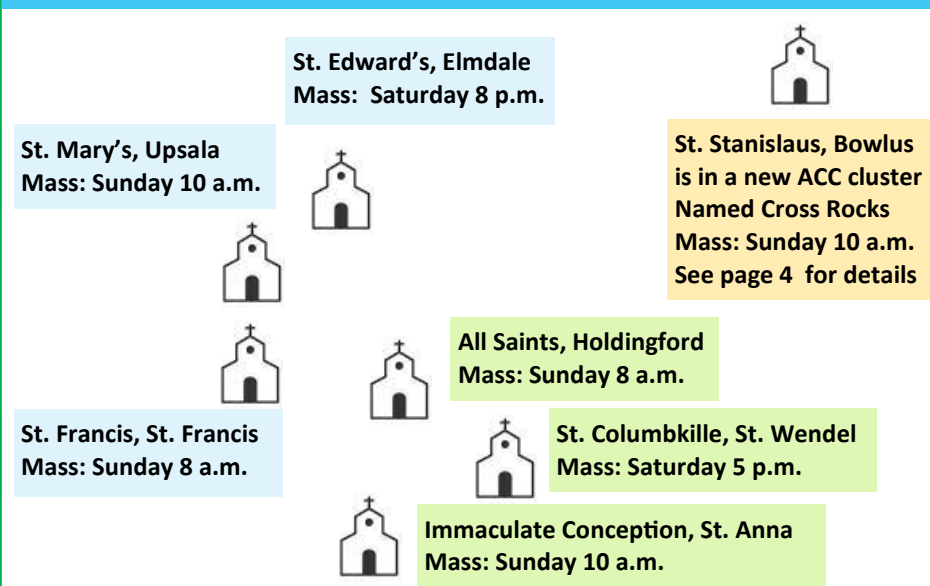 St. Edward's, Elmdale
Mass:  Saturday 8 p.m.
St. Mary's, Upsala
Mass: Sunday 10 a.m.
St. Stanislaus, Bowlus
is in a new ACC cluster
Named Cross Rocks
Mass: Sunday 10 a.m.
See page 4  for details
All Saints, Holdingford
Mass: Sunday 8 a.m.
St. Francis, St. Francis
Mass: Sunday 8 a.m.
St. Columbkille, St. Wendel
Mass: Saturday 5 p.m.
Immaculate Conception, St. Anna
Mass: Sunday 10 a.m.